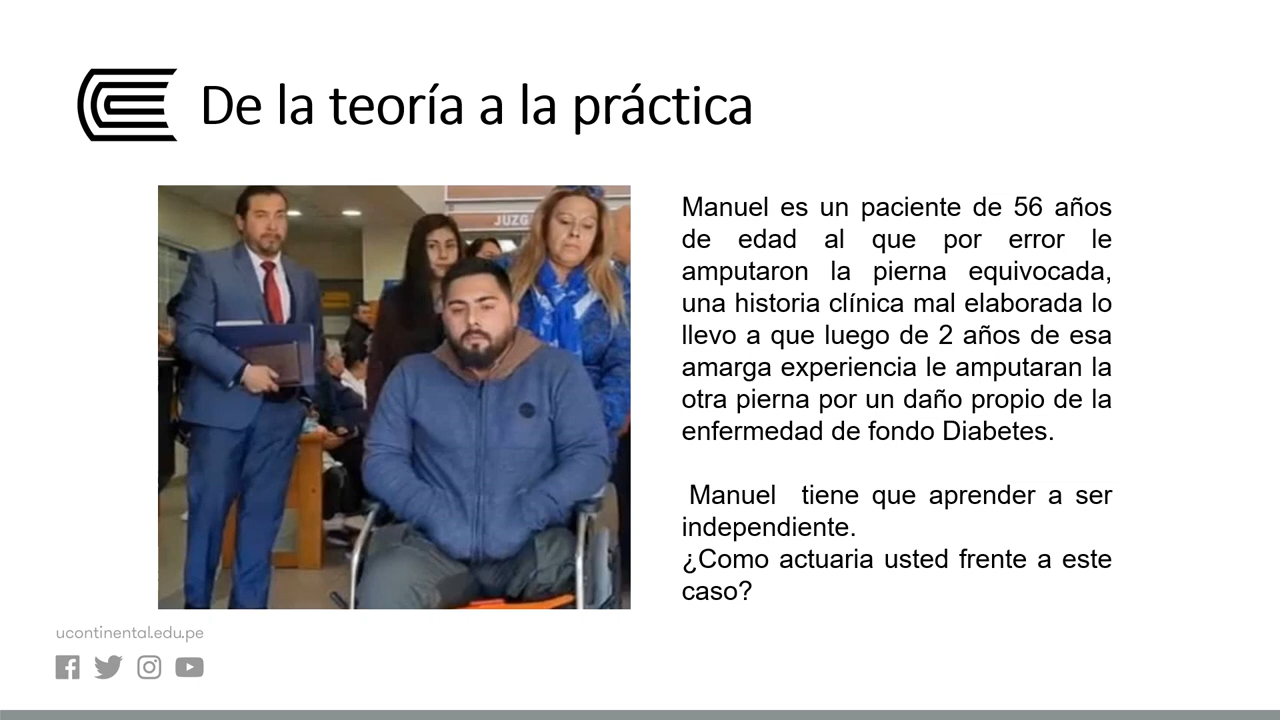 De la teoría a la práctica
JUZG
Manuel es un paciente de 56 años
de edad al que por error le
amputaron la pierna equivocada,
una historia clínica mal elaborada lo
llevo a que luego de 2 años de esa
amarga experiencia le amputaran la
otra pierna por un daño propio de la
enfermedad de fondo Diabetes.
Manuel tiene que aprender a ser
independiente.
¿Como actuaria usted frente a este
caso?
ucontinental.edu.pe